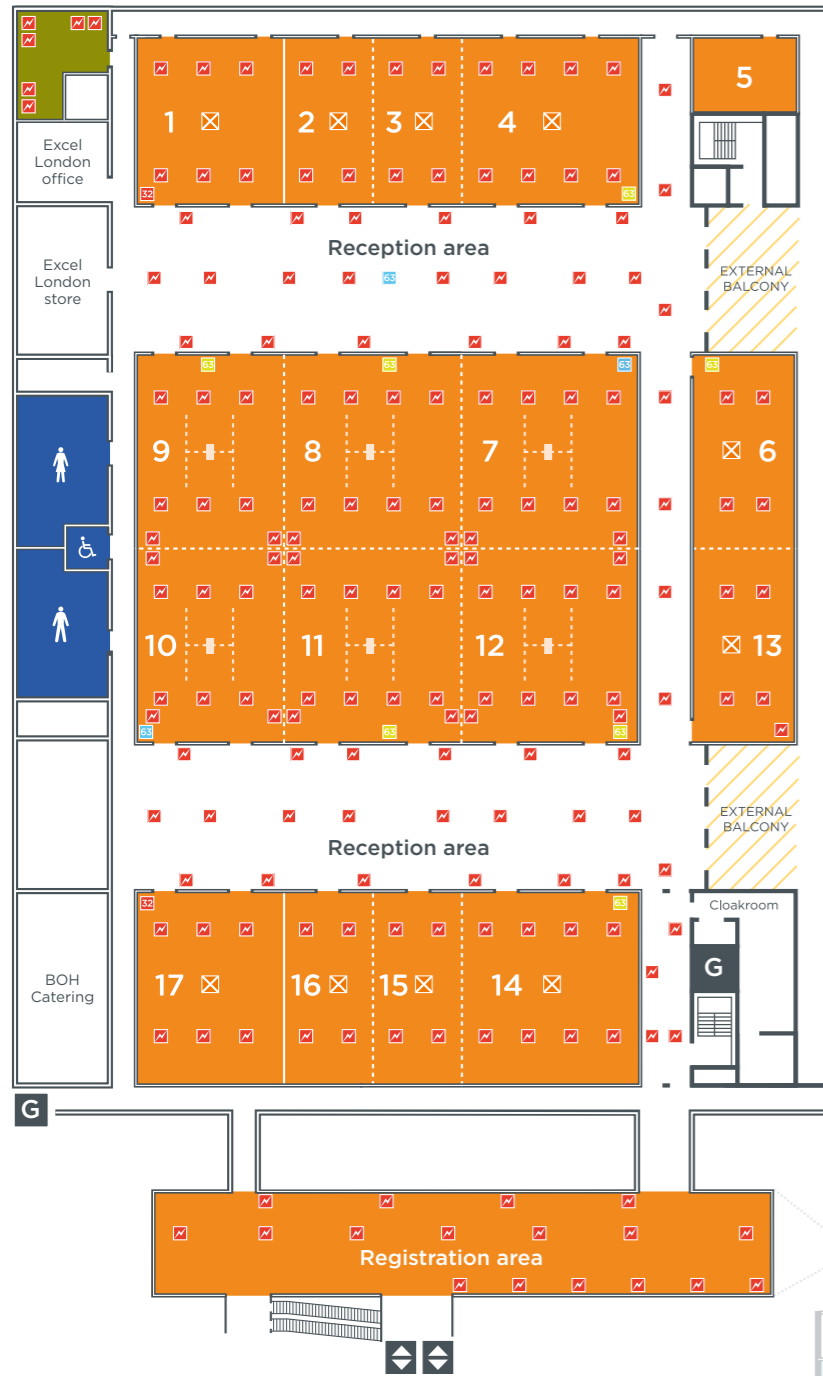 Excel
London
office
1
2
3
4
5
32
63
Reception area
Excel
London
store
63
EXTERNAL
BALCONY
63
63
63
63
9
8
7
6
10
11
12
13
63
63
63
Reception area
EXTERNAL
BALCONY
32
63
Cloakroom
BOH
Catering
17
16
15
14
G
G
Registration area